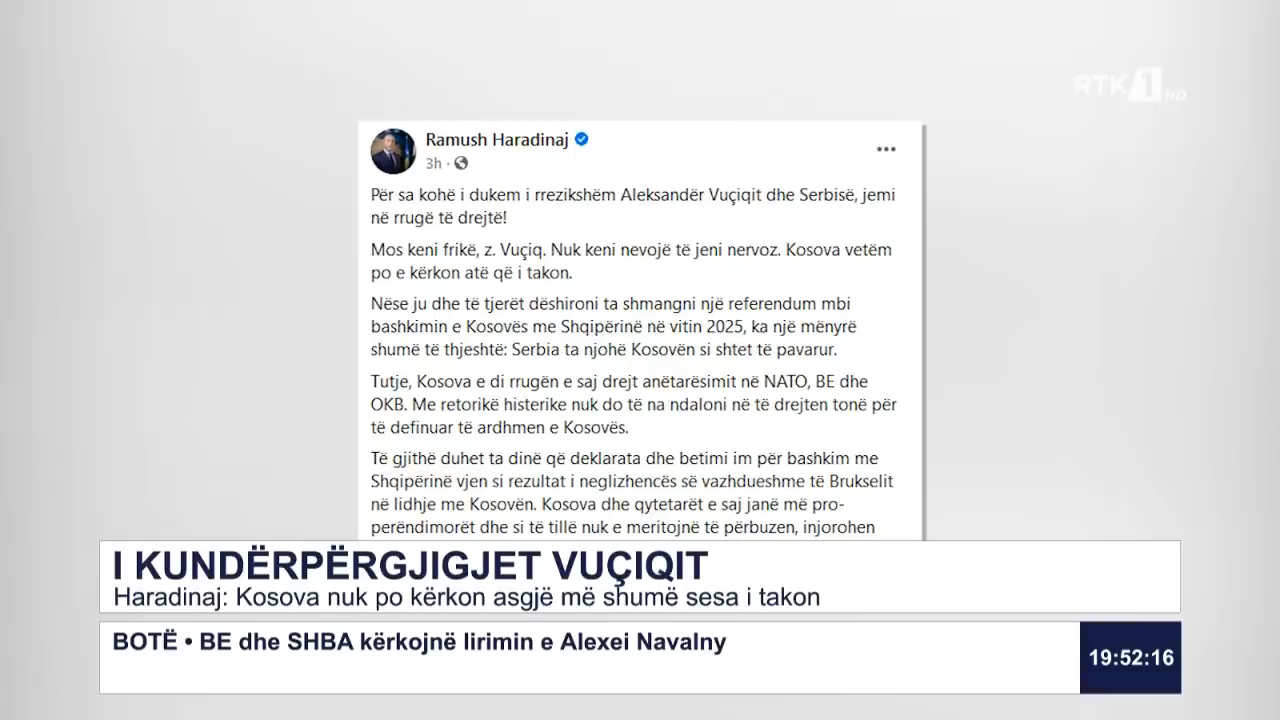 RTK 1 HD
Ramush Haradinaj
3h ·
Për sa kohë i dukem i rrezikshëm Aleksandër Vuçiqit dhe Serbisë, jemi
në rrugë të drejtë!
Mos keni frikë, z. Vuçiq. Nuk keni nevojë të jeni nervoz. Kosova vetëm
po e kërkon atë që i takon.
Nëse ju dhe të tjerët dëshironi ta shmangni një referendum mbi
bashkimin e Kosovës me Shqipërinë në vitin 2025, ka një mënyrë
shumë të thjeshtë: Serbia ta njohë Kosovën si shtet të pavarur.
Tutje, Kosova e di rrugën e saj drejt anëtarësimit në NATO, BE dhe
OKB. Me retorikë histerike nuk do të na ndaloni në të drejten tonë për
të definuar të ardhmen e Kosovës.
Të gjithë duhet ta dinë që deklarata dhe betimi im për bashkim me
Shqipërinë vjen si rezultat i neglizhencës së vazhdueshme të Brukselit
në lidhje me Kosovën. Kosova dhe qytetarët e saj janë më pro-
perëndimorët dhe si të tillë nuk e meritojnë të përbuzen, injorohen
I KUNDËRPËRGJIGJET VUÇIQIT
Haradinaj: Kosova nuk po kërkon asgjë më shumë sesa i takon
BOTË • BE dhe SHBA kërkojnë lirimin e Alexei Navalny
19:52:16